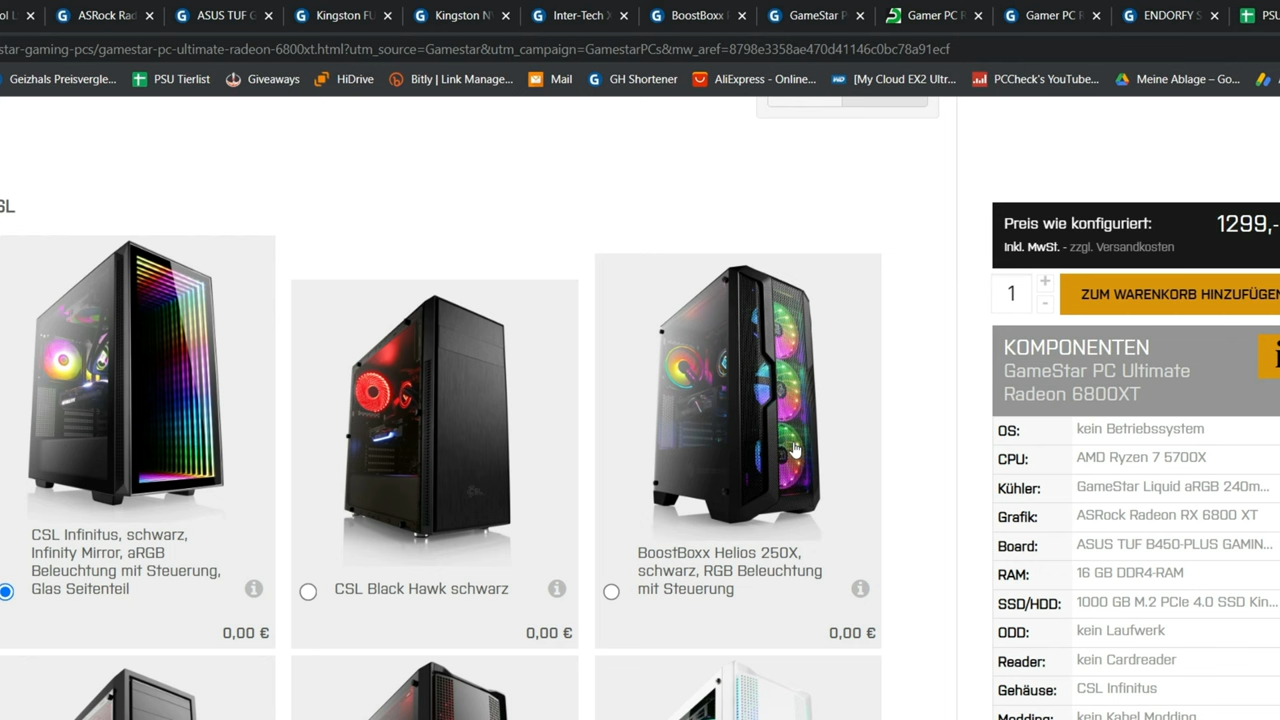 ol L
ASRock Rad
ASUS TUF G
Kingston FU
Kingston NV
Inter-Tech
BoostBoxx
GameStar P
Gamer PC
Gamer PC
ENDORFY S
PSU
star-gaming-pcs/gamestar-pc-ultimate-radeon-6800xt.html?utm_source=Gamestar&utm_campaign=GamestarPCs&mw_aref=8798e3358ae470d41146c0bc78a91ecf
Geizhals Preisvergle...
PSU Tierlist
Giveaways
HiDrive
Bitly | Link Manage...
Mail
GH Shortener
AliExpress - Online...
[My Cloud EX2 Ultr...
PCCheck's YouTube...
Meine Ablage – Go...
SL
CSL Infinitus, schwarz,
Infinity Mirror, aRGB
Beleuchtung mit Steuerung,
Glas Seitenteil
0,00 €
CSL Black Hawk schwarz
0,00 €
BoostBoxx Helios 250X,
schwarz, RGB Beleuchtung
mit Steuerung
0,00 €
Preis wie konfiguriert: 1299,-
Inkl. MwSt. - zzgl. Versandkosten
1
+
-
ZUM WARENKORB HINZUFÜGEN
KOMPONENTEN
GameStar PC Ultimate
Radeon 6800XT
OS: kein Betriebssystem
CPU: AMD Ryzen 7 5700X
Kühler: GameStar Liquid aRGB 240m...
Grafik: ASRock Radeon RX 6800 XT
Board: ASUS TUF B450-PLUS GAMIN...
RAM: 16 GB DDR4-RAM
SSD/HDD: 1000 GB M.2 PCIe 4.0 SSD Kin...
ODD: kein Laufwerk
Reader: kein Cardreader
Gehäuse: CSL Infinitus
Modding: kein Kabel Modding